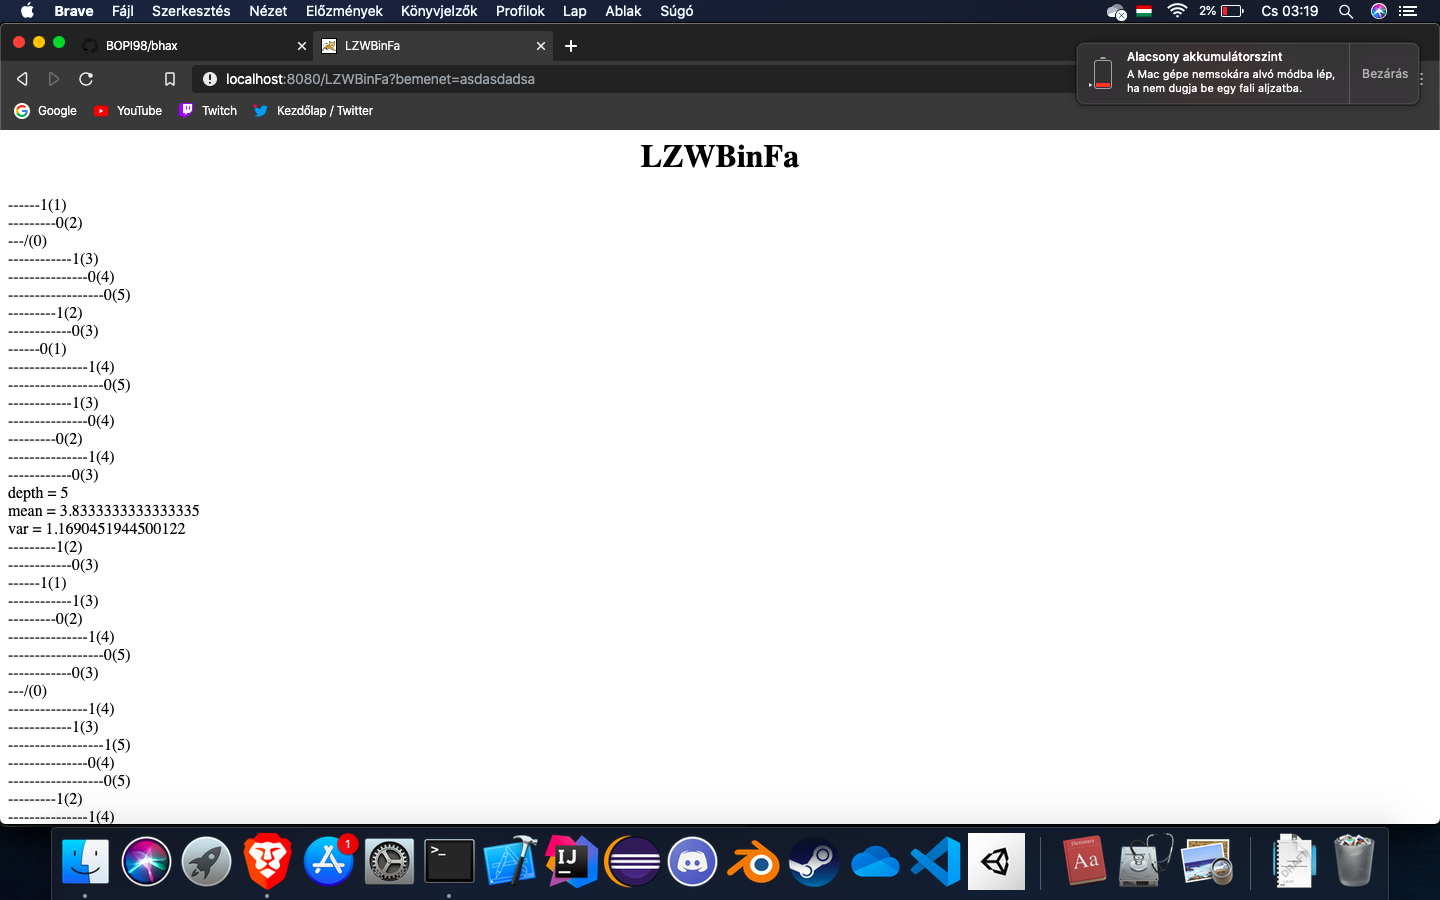 Brave Fájl Szerkesztés Nézet Előzmények Könyvjelzők Profilok Lap Ablak Súgó 2% Cs 03:19
BOPI98/bhax LZWBinFa
localhost:8080/LZWBinFa?bemenet=asdasdadsa
Alacsony akkumulátorszint
A Mac gépe nemsokára alvó módba lép,
ha nem dugja be egy fali aljzatba.
Bezárás
Google YouTube Twitch Kezdőlap / Twitter
LZWBinFa
------1(1)
---------0(2)
---/(0)
------------1(3)
---------------0(4)
------------------0(5)
---------1(2)
------------0(3)
------0(1)
---------------1(4)
------------------0(5)
------------1(3)
---------------0(4)
---------0(2)
---------------1(4)
------------0(3)
depth = 5
mean = 3.8333333333333335
var = 1.1690451944500122
---------1(2)
------------0(3)
------1(1)
------------1(3)
---------0(2)
---------------1(4)
------------------0(5)
------------0(3)
---/(0)
---------------1(4)
------------1(3)
------------------1(5)
---------------0(4)
------------------0(5)
---------1(2)
---------------1(4)
1
>_
IJ
Dictionary
Aa